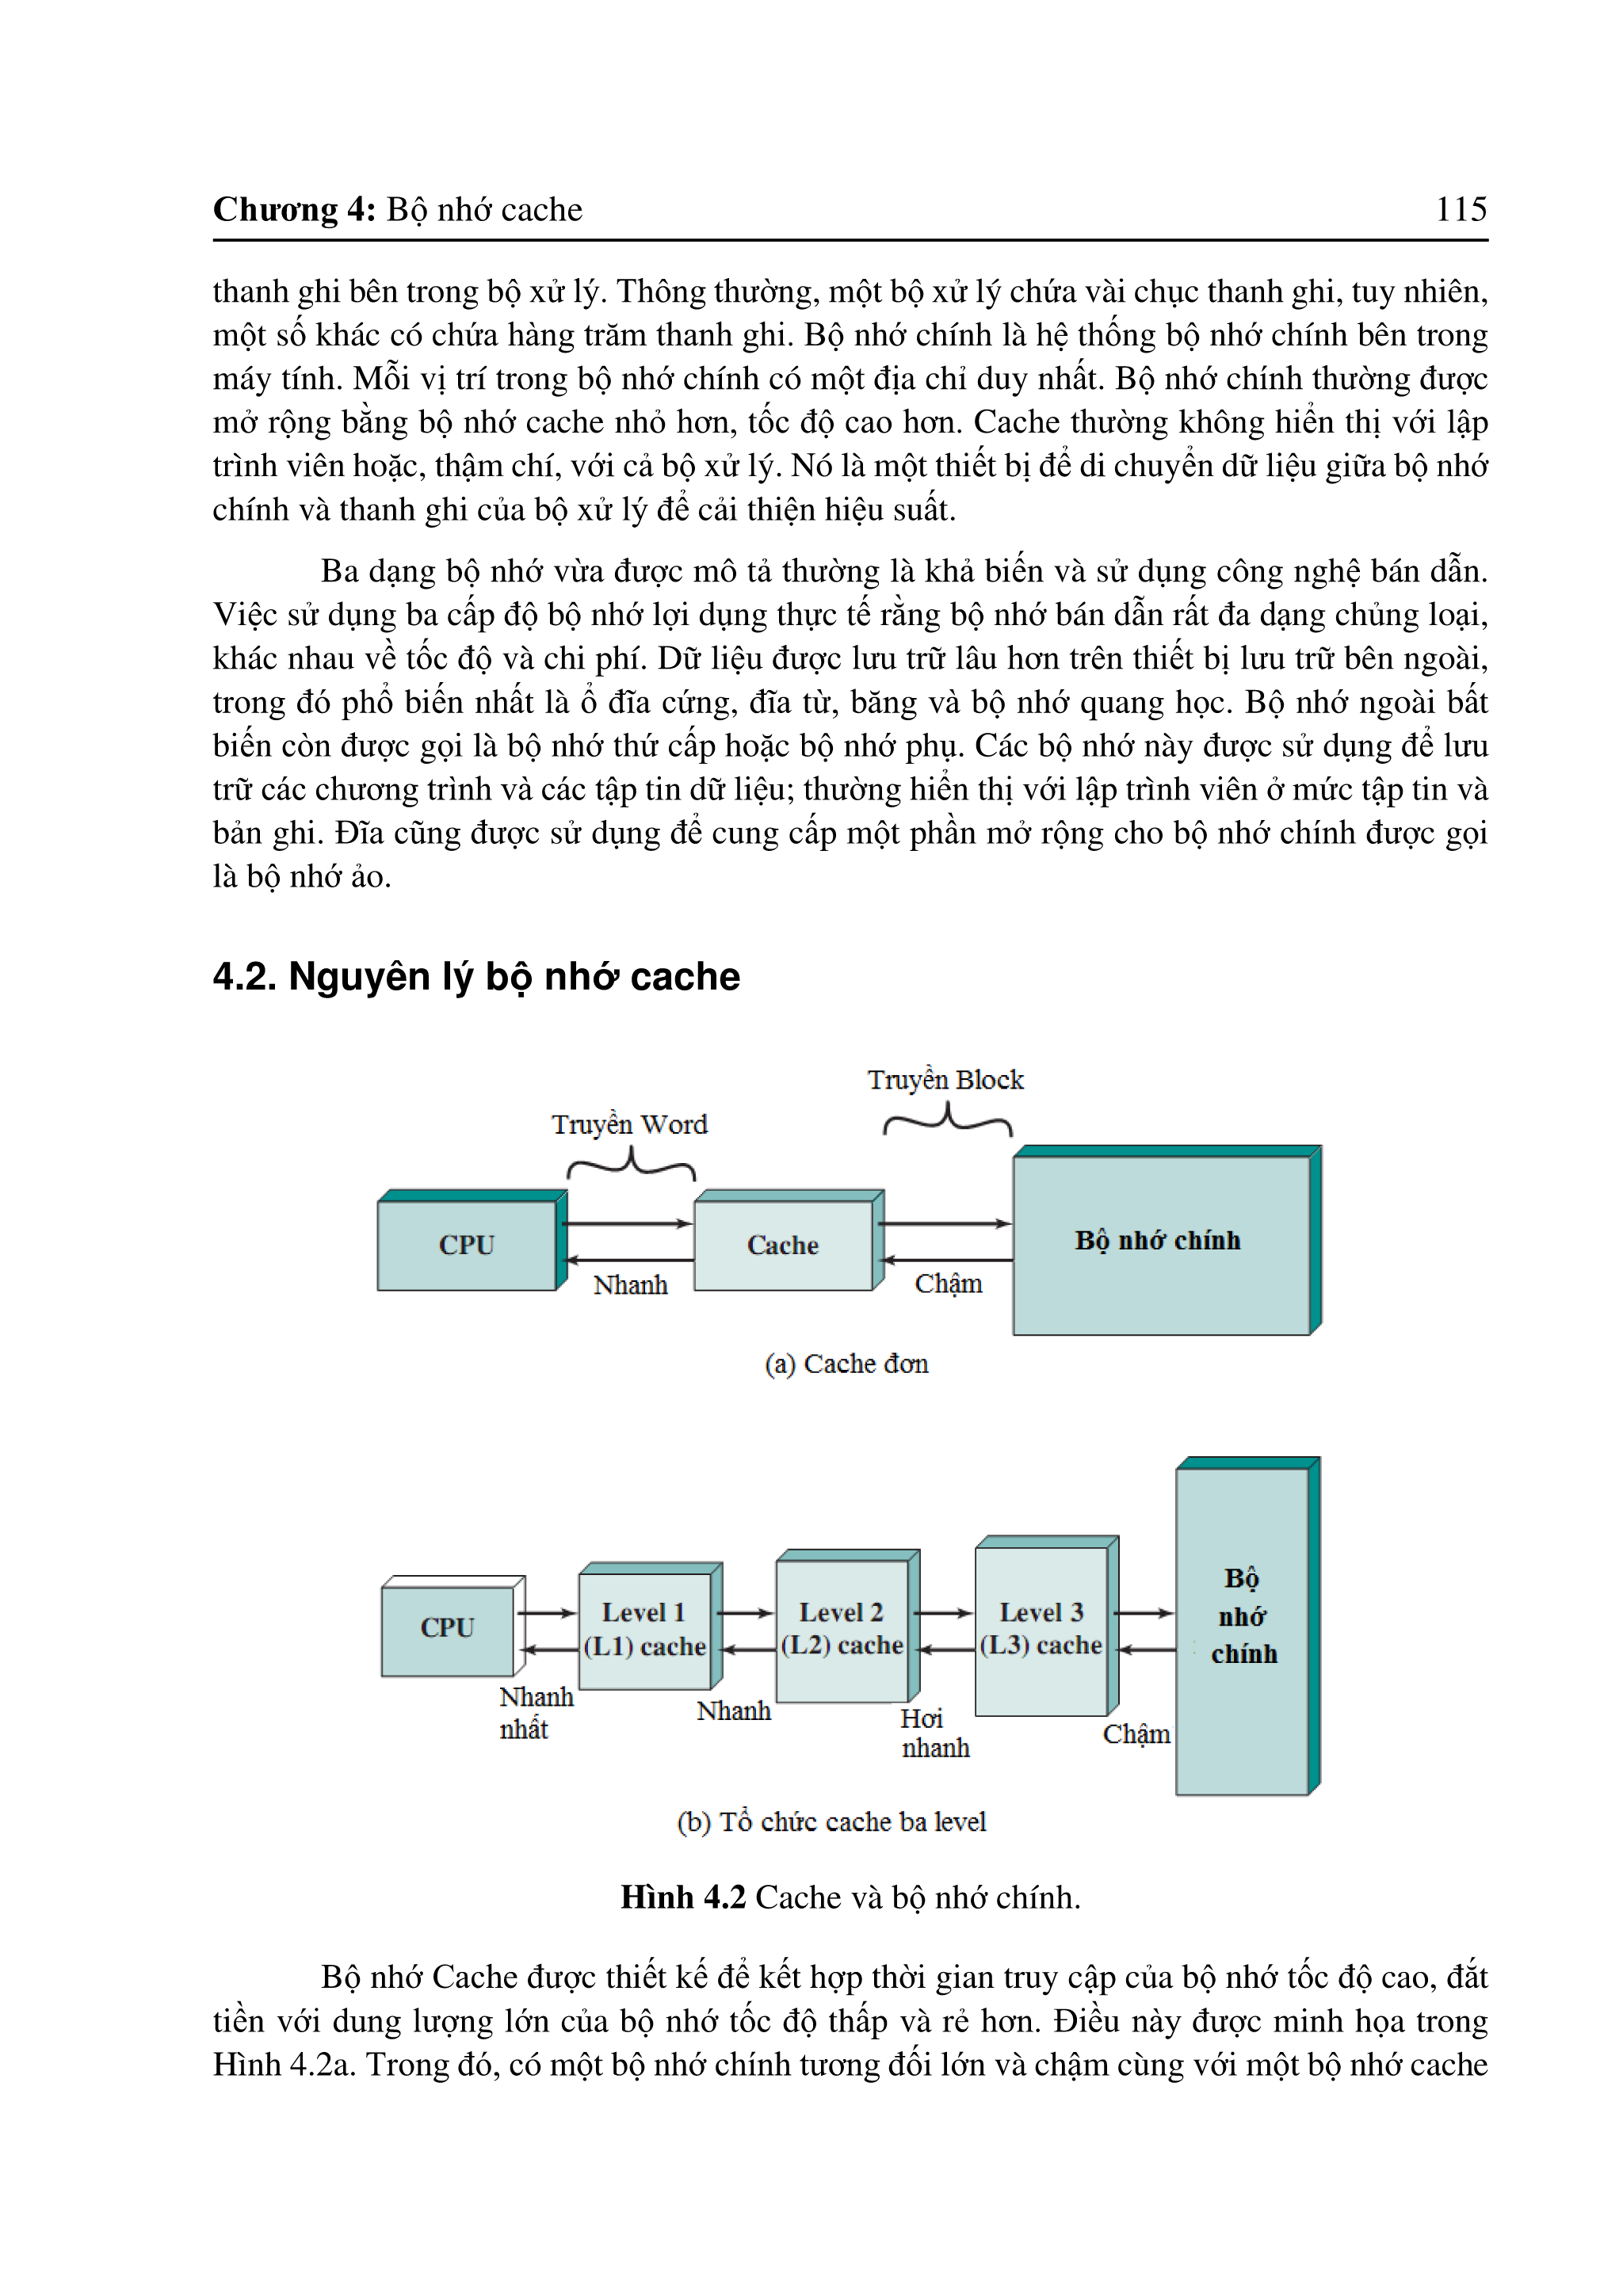 Chương 4: Bộ nhớ cache 115
thanh ghi bên trong bộ xử lý. Thông thường, một bộ xử lý chứa vài chục thanh ghi, tuy nhiên,
một số khác có chứa hàng trăm thanh ghi. Bộ nhớ chính là hệ thống bộ nhớ chính bên trong
máy tính. Mỗi vị trí trong bộ nhớ chính có một địa chỉ duy nhất. Bộ nhớ chính thường được
mở rộng bằng bộ nhớ cache nhỏ hơn, tốc độ cao hơn. Cache thường không hiển thị với lập
trình viên hoặc, thậm chí, với cả bộ xử lý. Nó là một thiết bị để di chuyển dữ liệu giữa bộ nhớ
chính và thanh ghi của bộ xử lý để cải thiện hiệu suất.
Ba dạng bộ nhớ vừa được mô tả thường là khả biến và sử dụng công nghệ bán dẫn.
Việc sử dụng ba cấp độ bộ nhớ lợi dụng thực tế rằng bộ nhớ bán dẫn rất đa dạng chủng loại,
khác nhau về tốc độ và chi phí. Dữ liệu được lưu trữ lâu hơn trên thiết bị lưu trữ bên ngoài,
trong đó phổ biến nhất là ổ đĩa cứng, đĩa từ, băng và bộ nhớ quang học. Bộ nhớ ngoài bất
biến còn được gọi là bộ nhớ thứ cấp hoặc bộ nhớ phụ. Các bộ nhớ này được sử dụng để lưu
trữ các chương trình và các tập tin dữ liệu; thường hiển thị với lập trình viên ở mức tập tin và
bản ghi. Đĩa cũng được sử dụng để cung cấp một phần mở rộng cho bộ nhớ chính được gọi
là bộ nhớ ảo.
4.2. Nguyên lý bộ nhớ cache
Truyền Block
Truyền Word
CPU
Cache
Bộ nhớ chính
Nhanh
Chậm
(a) Cache đơn
CPU
Level 1
(L1) cache
Level 2
(L2) cache
Level 3
(L3) cache
Bộ
nhớ
chính
Nhanh
nhất
Nhanh
Hơi
nhanh
Chậm
(b) Tổ chức cache ba level
Hình 4.2 Cache và bộ nhớ chính.
Bộ nhớ Cache được thiết kế để kết hợp thời gian truy cập của bộ nhớ tốc độ cao, đắt
tiền với dung lượng lớn của bộ nhớ tốc độ thấp và rẻ hơn. Điều này được minh họa trong
Hình 4.2a. Trong đó, có một bộ nhớ chính tương đối lớn và chậm cùng với một bộ nhớ cache